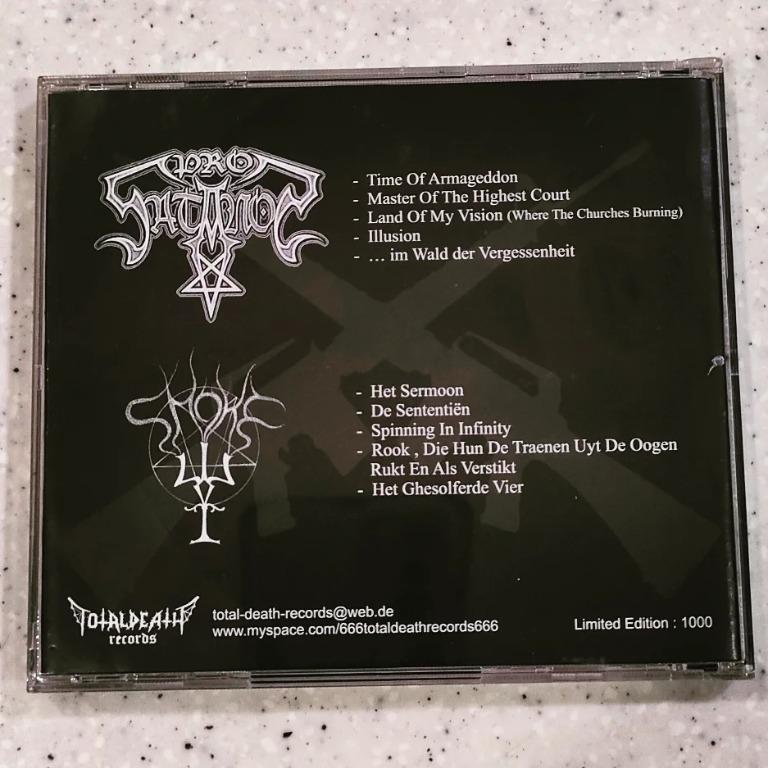 PRO
SATANOS
- Time Of Armageddon
- Master Of The Highest Court
- Land Of My Vision (Where The Churches Burning)
- Illusion
- ... im Wald der Vergessenheit
SMOKE
- Het Sermoon
- De Sententiën
- Spinning In Infinity
- Rook , Die Hun De Traenen Uyt De Oogen
Rukt En Als Verstikt
- Het Ghesolferde Vier
TOTALDEATH
records
total-death-records@web.de
www.myspace.com/666totaldeathrecords666
Limited Edition : 1000